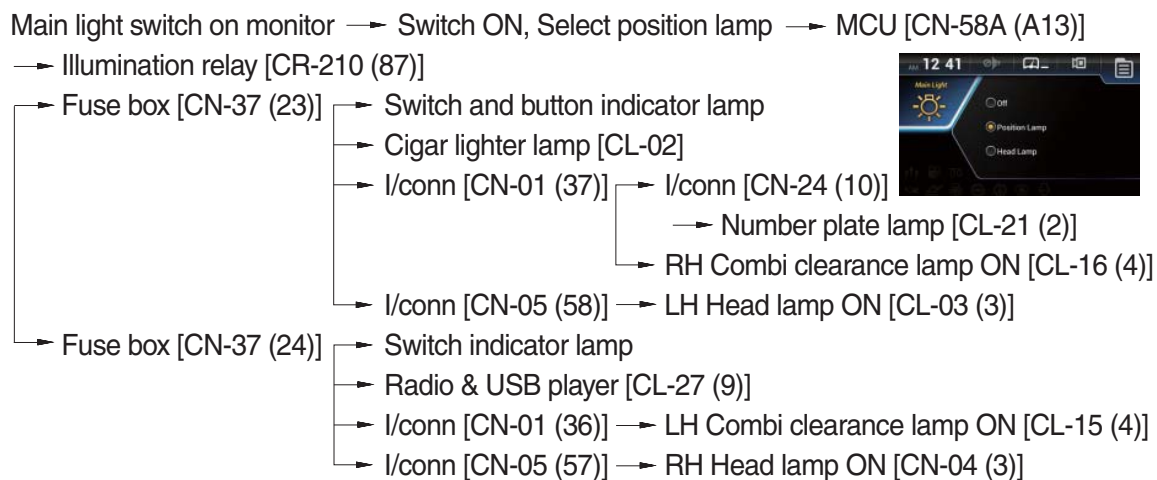 Main light switch on monitor → Switch ON, Select position lamp → MCU [CN-58A (A13)]
→ Illumination relay [CR-210 (87)]
→ Fuse box [CN-37 (23)] → Switch and button indicator lamp
→ Cigar lighter lamp [CL-02]
→ I/conn [CN-01 (37)] → I/conn [CN-24 (10)]
→ Number plate lamp [CL-21 (2)]
→ RH Combi clearance lamp ON [CL-16 (4)]
→ I/conn [CN-05 (58)] → LH Head lamp ON [CL-03 (3)]
→ Fuse box [CN-37 (24)] → Switch indicator lamp
→ Radio & USB player [CL-27 (9)]
→ I/conn [CN-01 (36)] → LH Combi clearance lamp ON [CL-15 (4)]
→ I/conn [CN-05 (57)] → RH Head lamp ON [CN-04 (3)]
AM 12 41
Main Light
Off
Position Lamp
Head Lamp